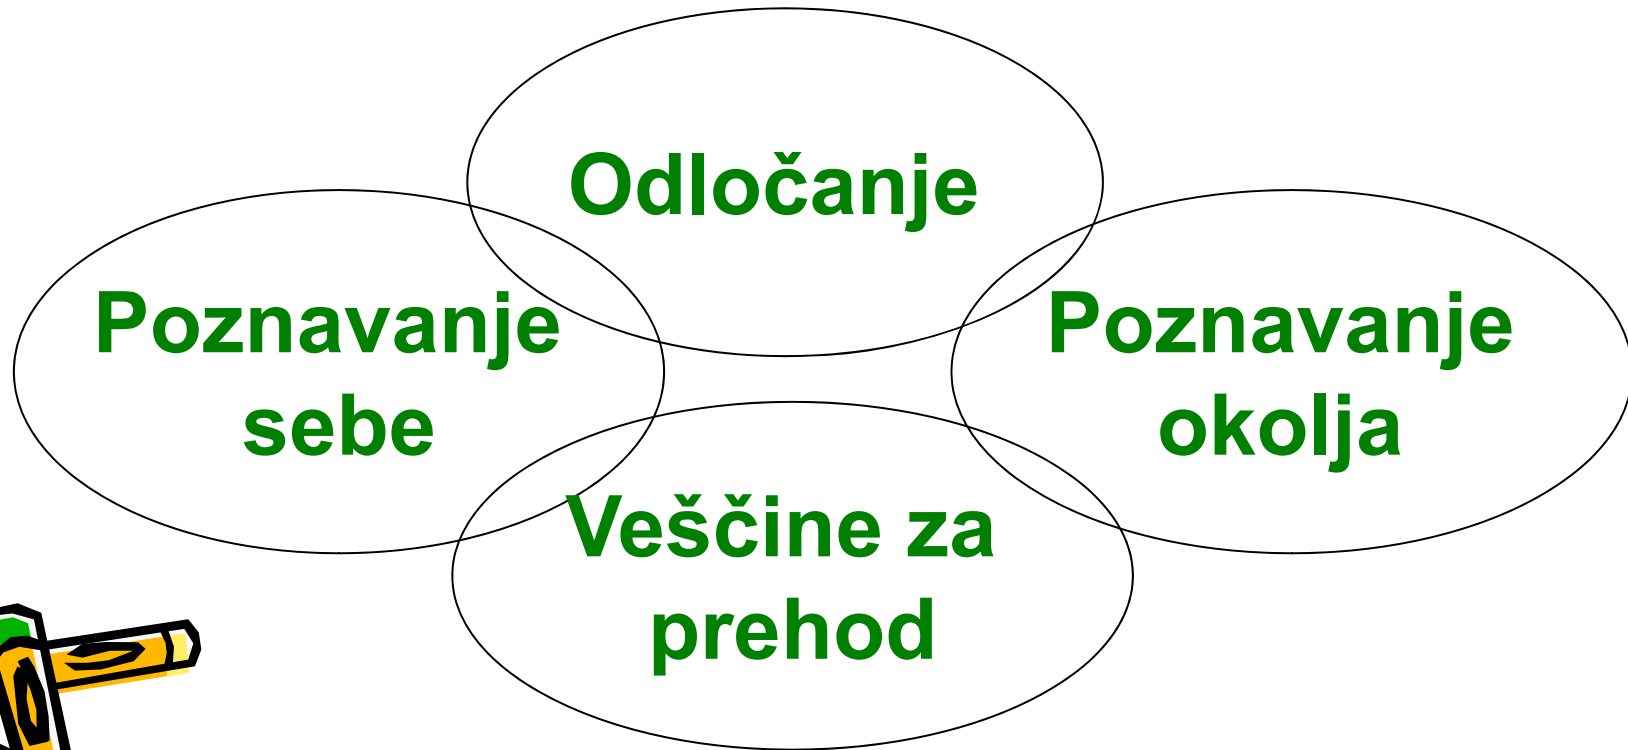 Odločanje
Poznavanje
sebe
Poznavanje
okolja
Veščine za
prehod